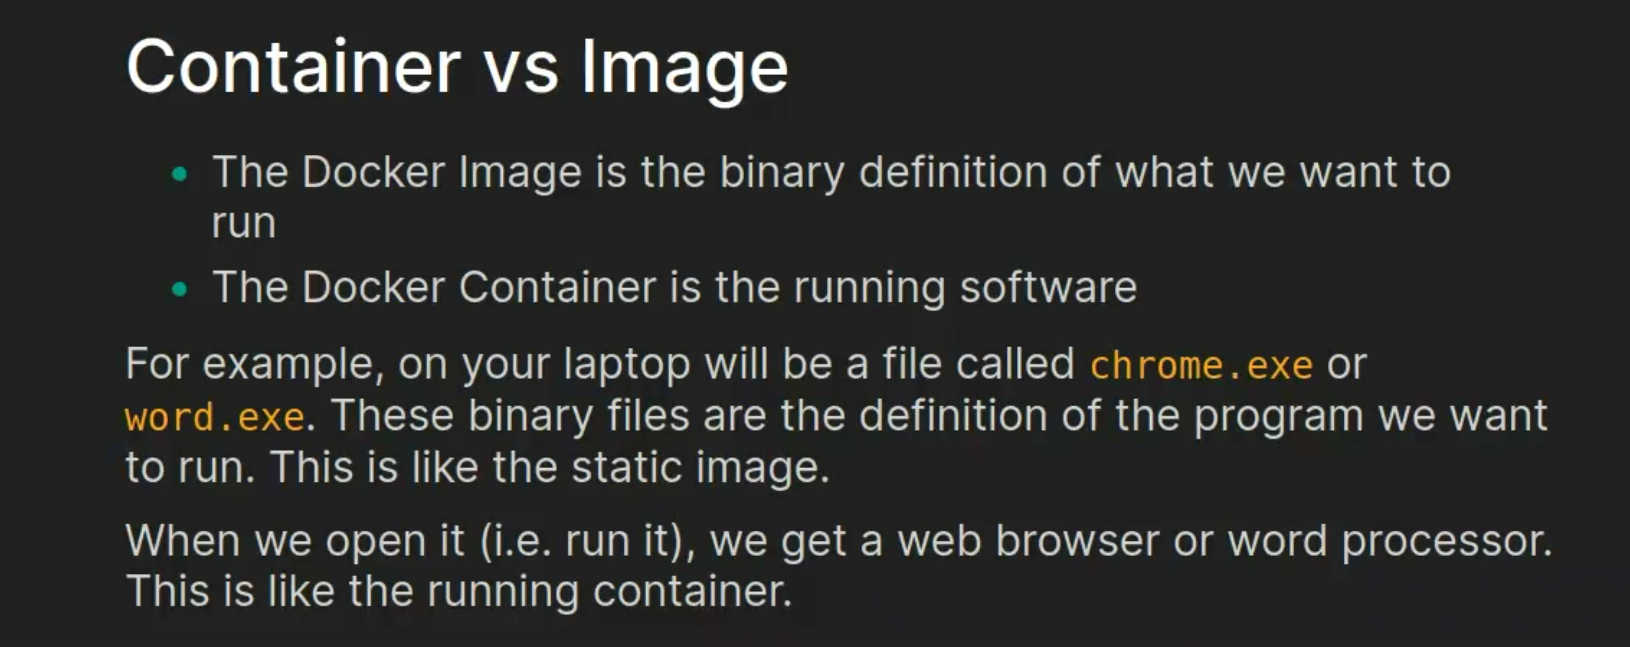 Container vs Image
• The Docker Image is the binary definition of what we want to
run
• The Docker Container is the running software
For example, on your laptop will be a file called chrome.exe or
word.exe. These binary files are the definition of the program we want
to run. This is like the static image.
When we open it (i.e. run it), we get a web browser or word processor.
This is like the running container.